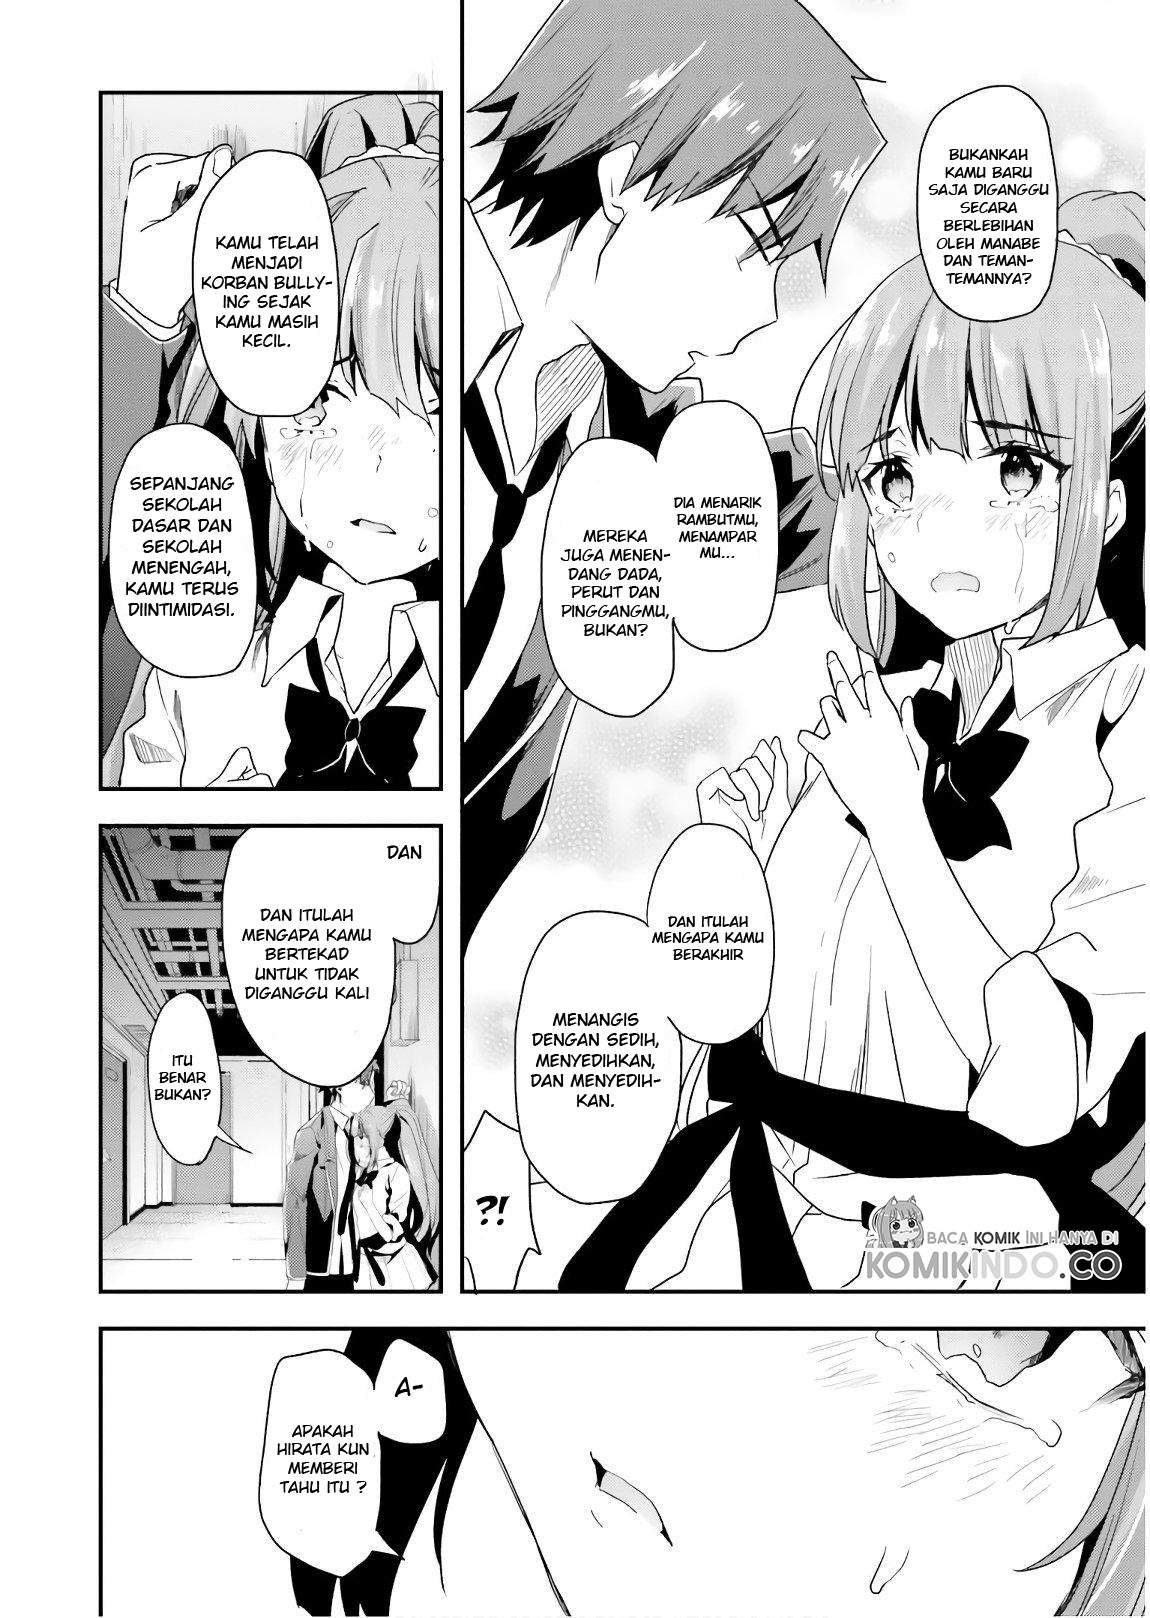 BUKANKAH
KAMU BARU
SAJA DIGANGGU
SECARA
BERLEBIHAN
OLEH MANABE
DAN TEMAN-
TEMANNYA?
DIA MENARIK
RAMBUTMU,
MENAMPAR
MU...
MEREKA
JUGA MENEN-
DANG DADA,
PERUT DAN
PINGGANGMU,
BUKAN?
DAN ITULAH
MENGAPA KAMU
BERAKHIR
MENANGIS
DENGAN SEDIH,
MENYEDIHKAN,
DAN MENYEDIH-
KAN.
?!
BACA KOMIK INI HANYA DI
KOMIKINDO.CO
KAMU TELAH
MENJADI
KORBAN BULLY-
ING SEJAK
KAMU MASIH
KECIL.
SEPANJANG
SEKOLAH
DASAR DAN
SEKOLAH
MENENGAH,
KAMU TERUS
DIINTIMIDASI.
DAN
DAN ITULAH
MENGAPA KAMU
BERTEKAD
UNTUK TIDAK
DIGANGGU KALI
ITU
BENAR
BUKAN?
A-
APAKAH
HIRATA KUN
MEMBERI
TAHU ITU ?